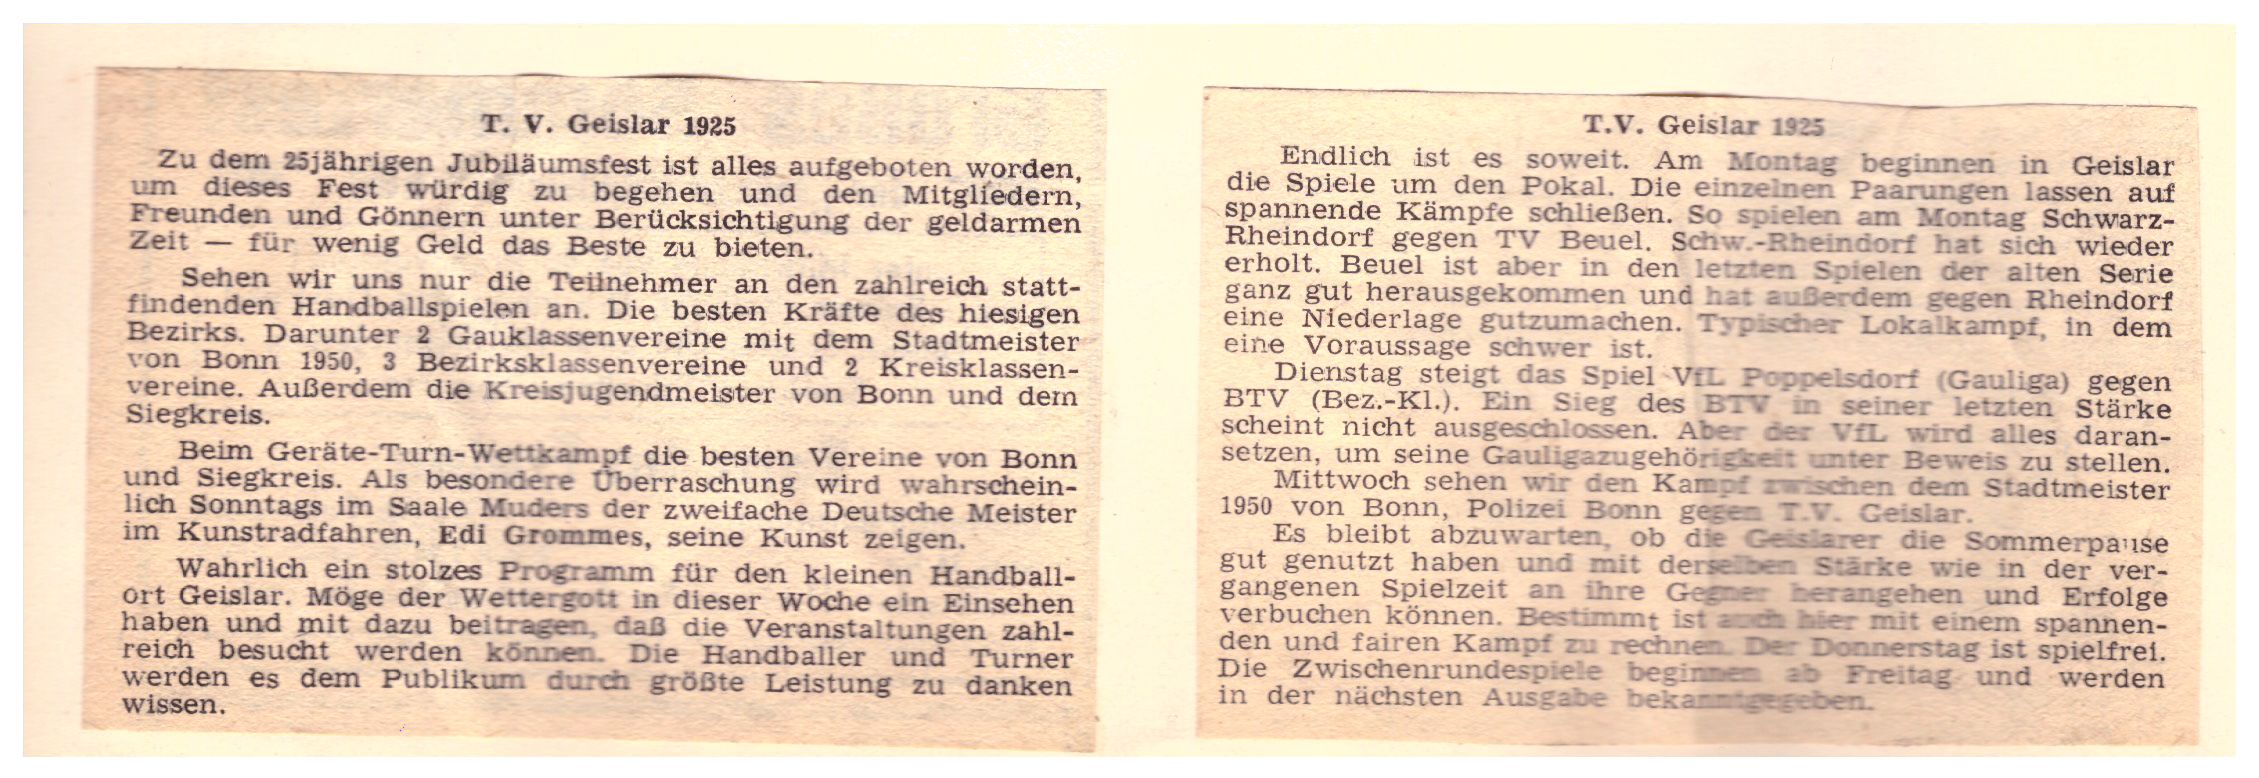 T. V. Geislar 1925
Zu dem 25jährigen Jubiläumsfest ist alles aufgeboten worden,
um dieses Fest würdig zu begehen und den Mitgliedern,
Freunden und Gönnern unter Berücksichtigung der geldarmen
Zeit — für wenig Geld das Beste zu bieten.
Sehen wir uns nur die Teilnehmer an den zahlreich statt-
findenden Handballspielen an. Die besten Kräfte des hiesigen
Bezirks. Darunter 2 Gauklassenvereine mit dem Stadtmeister
von Bonn 1950, 3 Bezirksklassenvereine und 2 Kreisklassen-
vereine. Außerdem die Kreisjugendmeister von Bonn und dem
Siegkreis.
Beim Geräte-Turn-Wettkampf die besten Vereine von Bonn
und Siegkreis. Als besondere Überraschung wird wahrschein-
lich Sonntags im Saale Muders der zweifache Deutsche Meister
im Kunstradfahren, Edi Grommes, seine Kunst zeigen.
Wahrlich ein stolzes Programm für den kleinen Handball-
ort Geislar. Möge der Wettergott in dieser Woche ein Einsehen
haben und mit dazu beitragen, daß die Veranstaltungen zahl-
reich besucht werden können. Die Handballer und Turner
werden es dem Publikum durch größte Leistung zu danken
wissen.
T.V. Geislar 1925
Endlich ist es soweit. Am Montag beginnen in Geislar
die Spiele um den Pokal. Die einzelnen Paarungen lassen auf
spannende Kämpfe schließen. So spielen am Montag Schwarz-
Rheindorf gegen TV Beuel. Schw.-Rheindorf hat sich wieder
erholt. Beuel ist aber in den letzten Spielen der alten Serie
ganz gut herausgekommen und hat außerdem gegen Rheindorf
eine Niederlage gutzumachen. Typischer Lokalkampf, in dem
eine Voraussage schwer ist.
Dienstag steigt das Spiel VfL Poppelsdorf (Gauliga) gegen
BTV (Bez.-Kl.). Ein Sieg des BTV in seiner letzten Stärke
scheint nicht ausgeschlossen. Aber der VfL wird alles daran-
setzen, um seine Gauligazugehörigkeit unter Beweis zu stellen.
Mittwoch sehen wir den Kampf zwischen dem Stadtmeister
1950 von Bonn, Polizei Bonn gegen T.V. Geislar.
Es bleibt abzuwarten, ob die Geislarer die Sommerpause
gut genutzt haben und mit derselben Stärke wie in der ver-
gangenen Spielzeit an ihre Gegner herangehen und Erfolge
verbuchen können. Bestimmt ist auch hier mit einem spannen-
den und fairen Kampf zu rechnen. Der Donnerstag ist spielfrei.
Die Zwischenrundespiele beginnen ab Freitag und werden
in der nächsten Ausgabe bekanntgegeben.